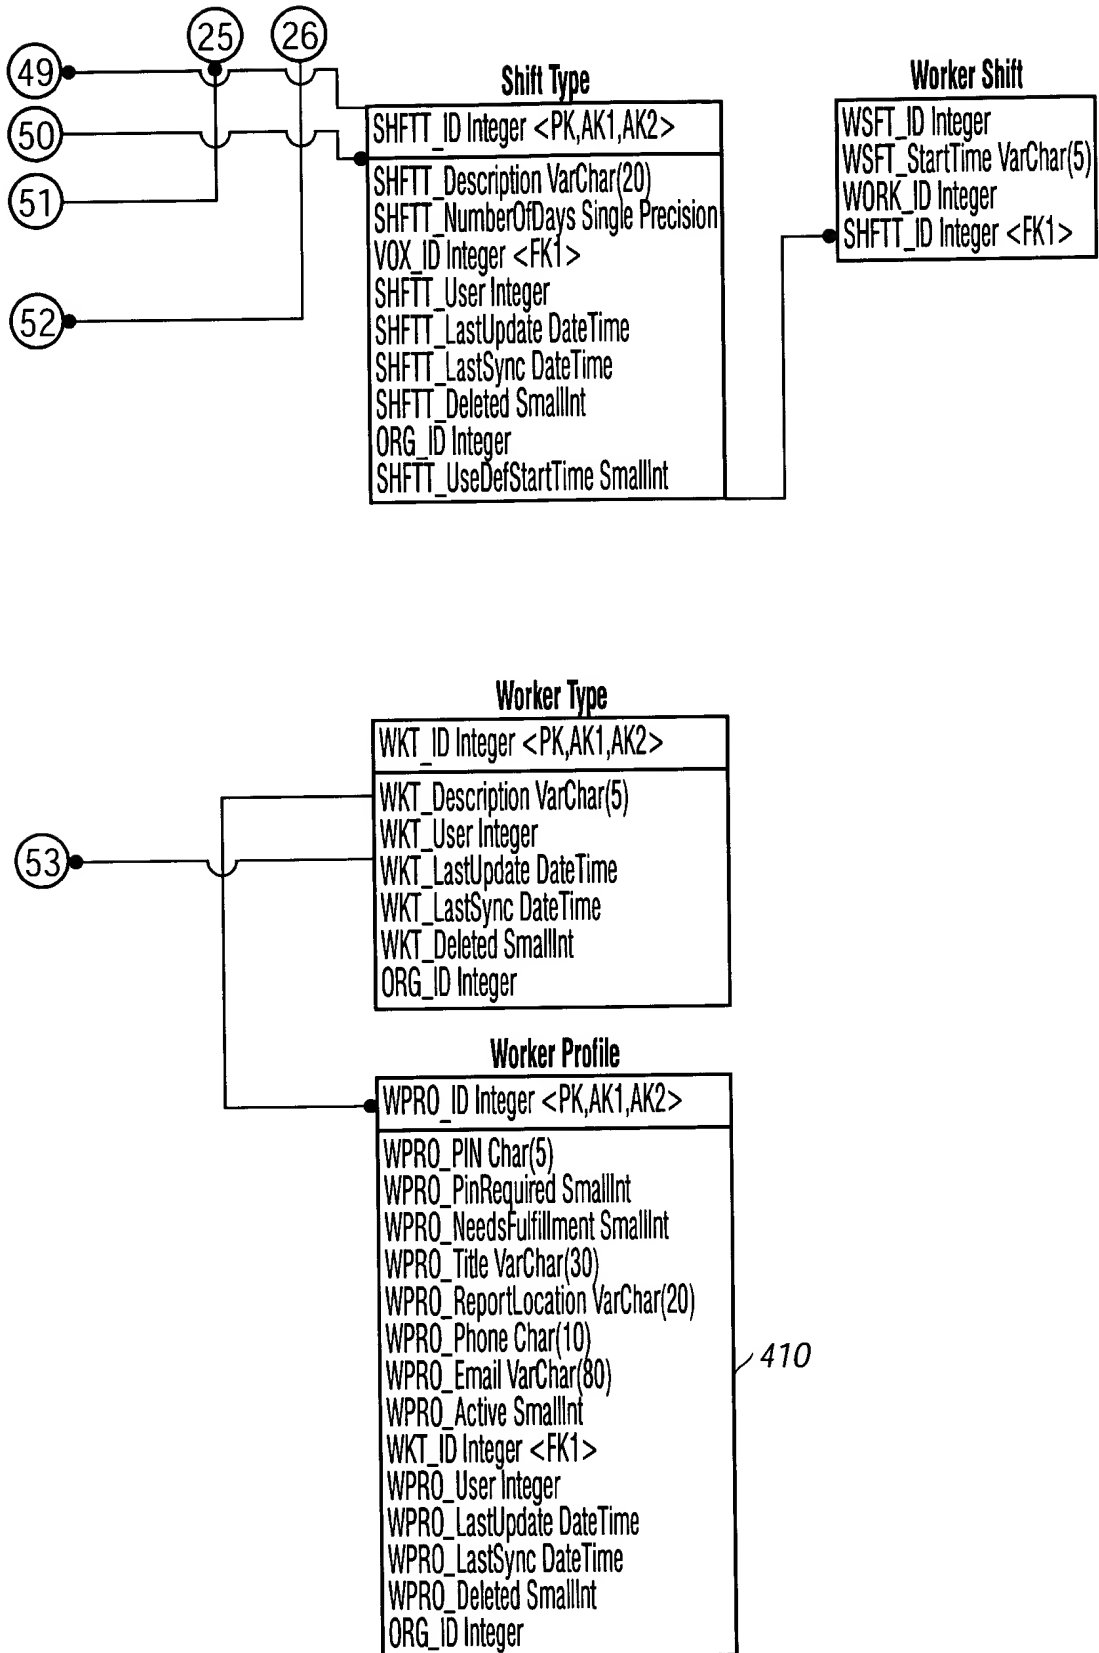 25
26
49
50
51
52
Shift Type
SHFTT_ID Integer <PK,AK1,AK2>
SHFTT_Description VarChar(20)
SHFTT_NumberOfDays Single Precision
VOX_ID Integer <FK1>
SHFTT_User Integer
SHFTT_LastUpdate DateTime
SHFTT_LastSync DateTime
SHFTT_Deleted SmallInt
ORG_ID Integer
SHFTT_UseDefStartTime SmallInt
Worker Shift
WSFT_ID Integer
WSFT_StartTime VarChar(5)
WORK_ID Integer
SHFTT_ID Integer <FK1>
53
Worker Type
WKT_ID Integer <PK,AK1,AK2>
WKT_Description VarChar(5)
WKT_User Integer
WKT_LastUpdate DateTime
WKT_LastSync DateTime
WKT_Deleted SmallInt
ORG_ID Integer
Worker Profile
WPRO_ID Integer <PK,AK1,AK2>
WPRO_PIN Char(5)
WPRO_PinRequired SmallInt
WPRO_NeedsFulfillment SmallInt
WPRO_Title VarChar(30)
WPRO_ReportLocation VarChar(20)
WPRO_Phone Char(10)
WPRO_Email VarChar(80)
WPRO_Active SmallInt
WKT_ID Integer <FK1>
WPRO_User Integer
WPRO_LastUpdate DateTime
WPRO_LastSync DateTime
WPRO_Deleted SmallInt
ORG_ID Integer
410